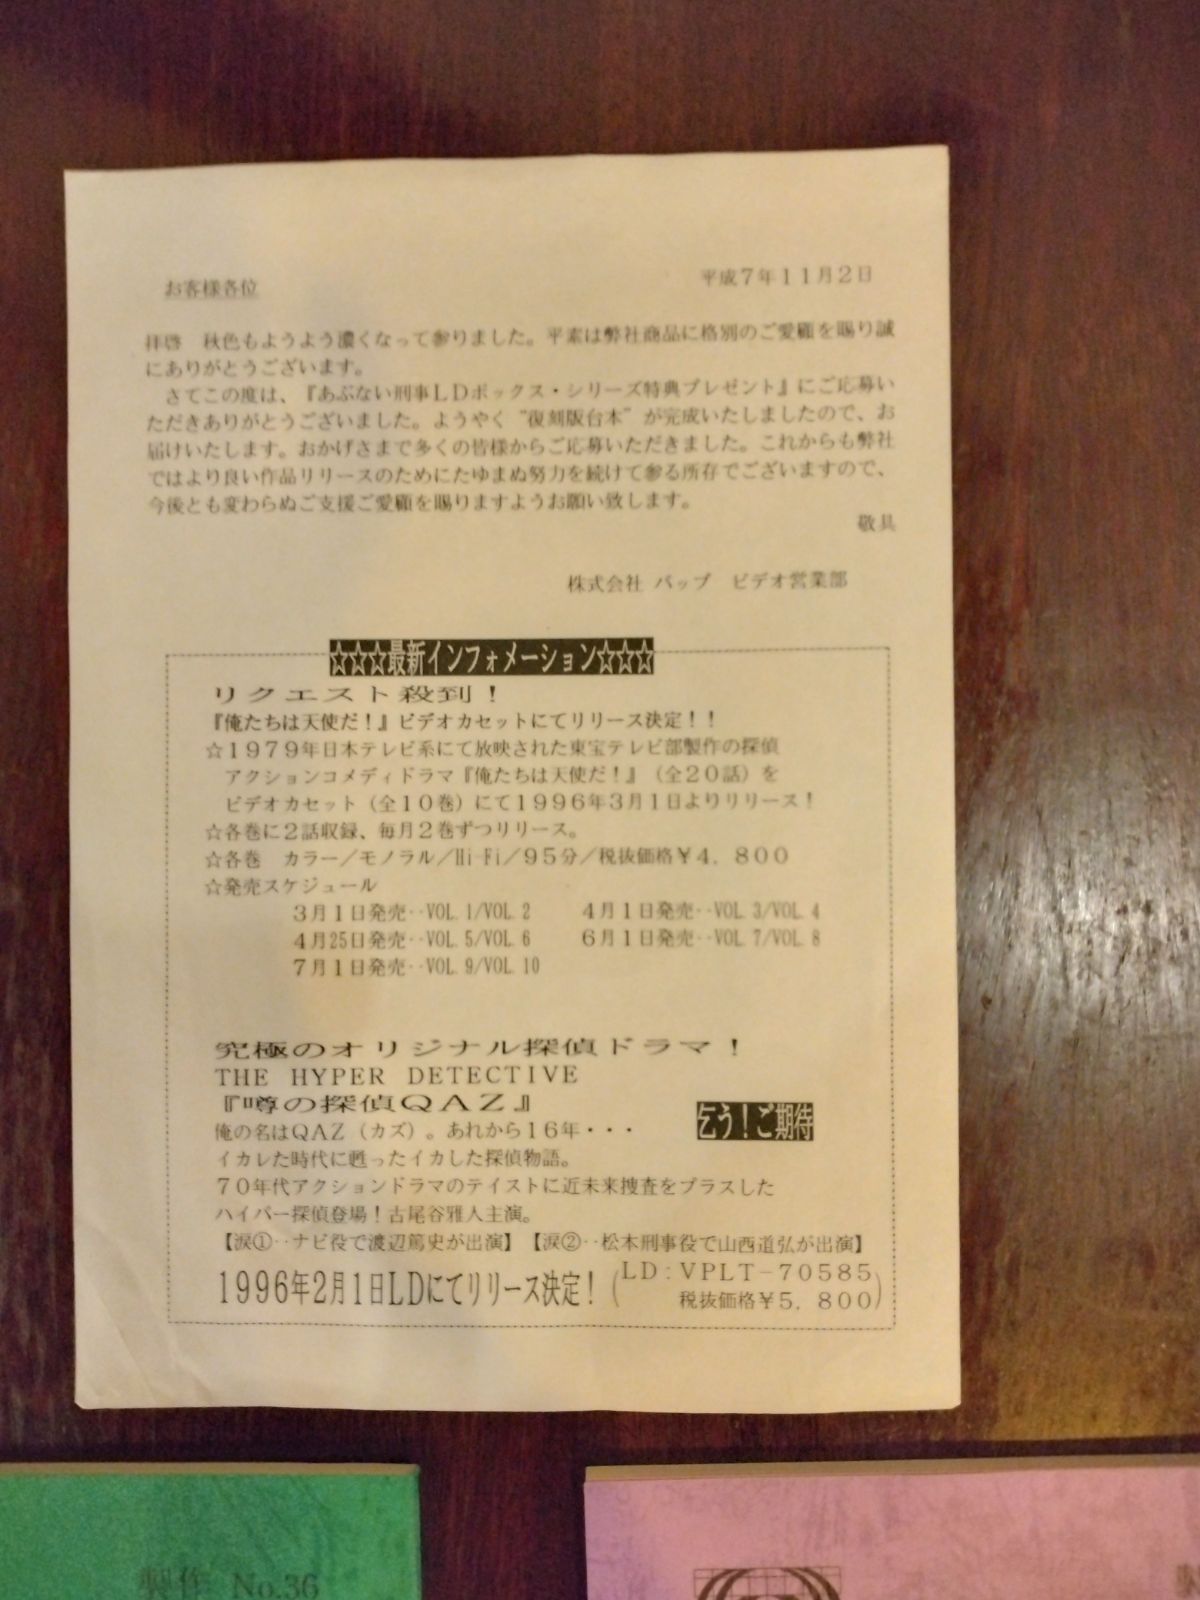 平成7年11月2日
お客様各位
拝啓　秋色もようよう濃くなって参りました。平素は弊社商品に格別のご愛顧を賜り誠
にありがとうございます。
　さてこの度は、『あぶない刑事LDボックス・シリーズ特典プレゼント』にご応募い
ただきありがとうございました。ようやく“復刻版台本”が完成いたしましたので、お
届けいたします。おかげさまで多くの皆様からご応募いただきました。これからも弊社
ではより良い作品リリースのためにたゆまぬ努力を続けて参る所存でございますので、
今後とも変わらぬご支援ご愛顧を賜りますようお願い致します。
敬具
株式会社 バップ　ビデオ営業部
☆☆☆最新インフォメーション☆☆☆
リクエスト殺到！
『俺たちは天使だ！』ビデオカセットにてリリース決定！！
☆1979年日本テレビ系にて放映された東宝テレビ部製作の探偵
アクションコメディドラマ『俺たちは天使だ！』（全20話）を
ビデオカセット（全10巻）にて1996年3月1日よりリリース！
☆各巻に2話収録、毎月2巻ずつリリース。
☆各巻　カラー／モノラル／Hi-Fi／95分／税抜価格￥4，800
☆発売スケジュール
3月1日発売‥VOL.1/VOL.2　4月1日発売‥VOL.3/VOL.4
4月25日発売‥VOL.5/VOL.6　6月1日発売‥VOL.7/VOL.8
7月1日発売‥VOL.9/VOL.10
究極のオリジナル探偵ドラマ！
THE HYPER DETECTIVE
『噂の探偵QAZ』
乞う！ご期待
俺の名はQAZ（カズ）。あれから16年・・・
イカレた時代に甦ったイカした探偵物語。
70年代アクションドラマのテイストに近未来捜査をプラスした
ハイパー探偵登場！古尾谷雅人主演。
【涙①‥ナビ役で渡辺篤史が出演】【涙②‥松本刑事役で山西道弘が出演】
1996年2月1日LDにてリリース決定！（LD：VPLT－70585
税抜価格￥5，800）
製作 No.36